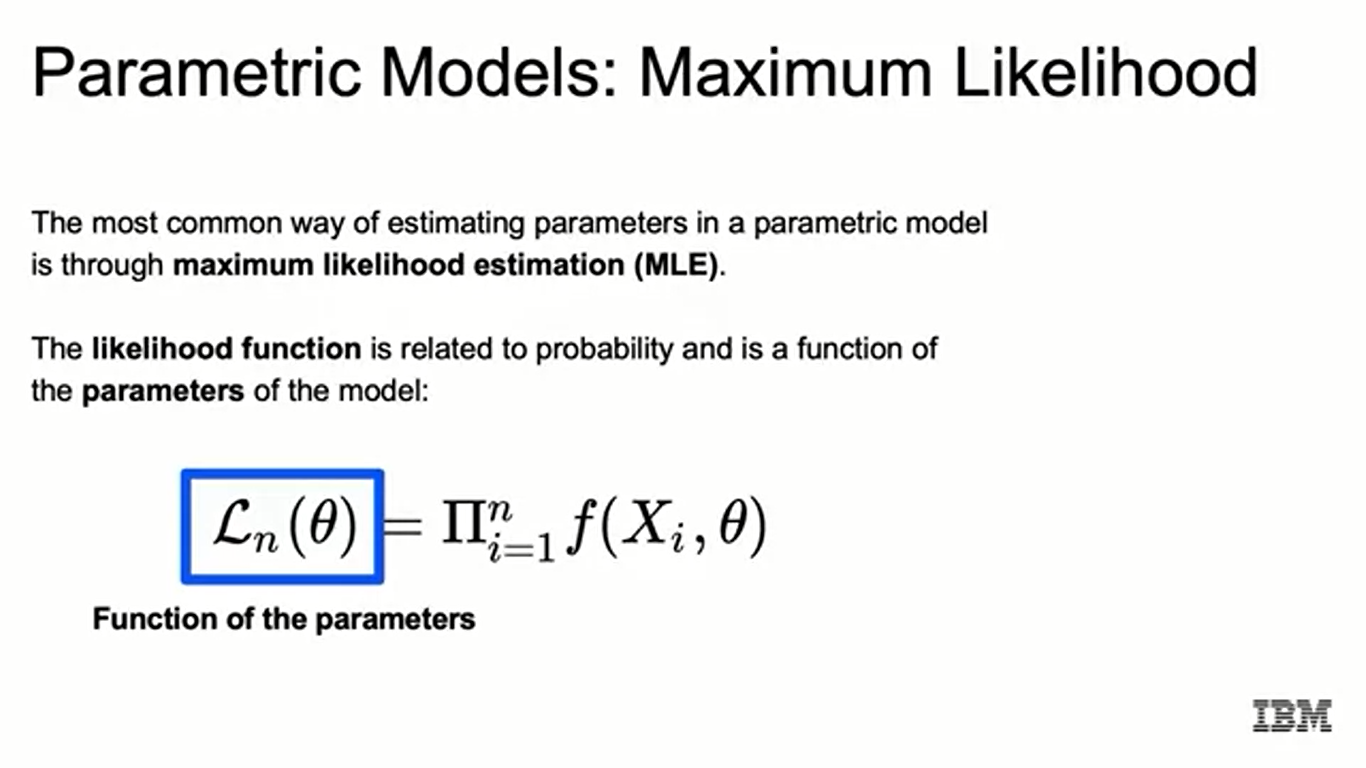 Parametric Models: Maximum Likelihood
The most common way of estimating parameters in a parametric model
is through maximum likelihood estimation (MLE).
The likelihood function is related to probability and is a function of
the parameters of the model:
ℒₙ(θ) = Πⁿᵢ₌₁ f(Xᵢ, θ)
Function of the parameters
IBM